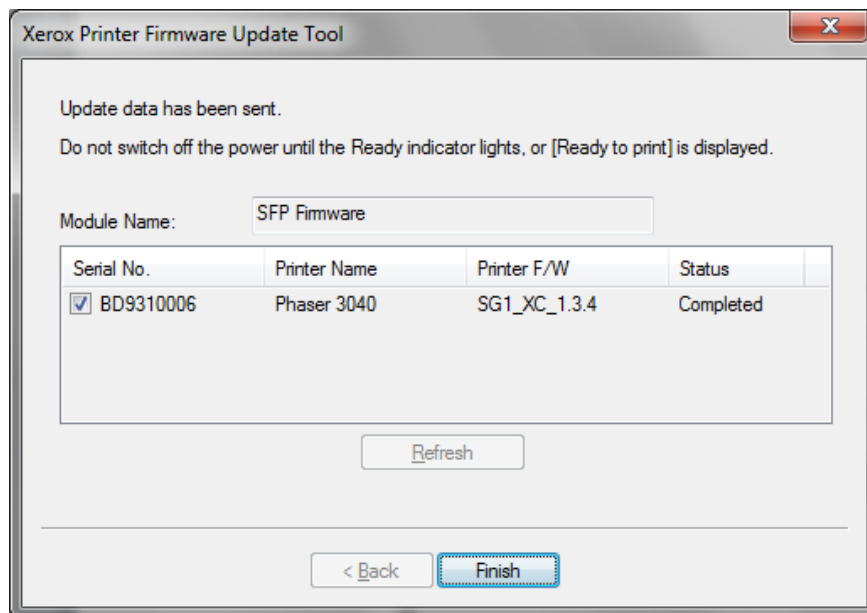 Xerox Printer Firmware Update Tool
Update data has been sent.
Do not switch off the power until the Ready indicator lights, or [Ready to print] is displayed.
Module Name: SFP Firmware
Serial No. Printer Name Printer F/W Status
BD9310006 Phaser 3040 SG1_XC_1.3.4 Completed
Refresh
< Back Finish